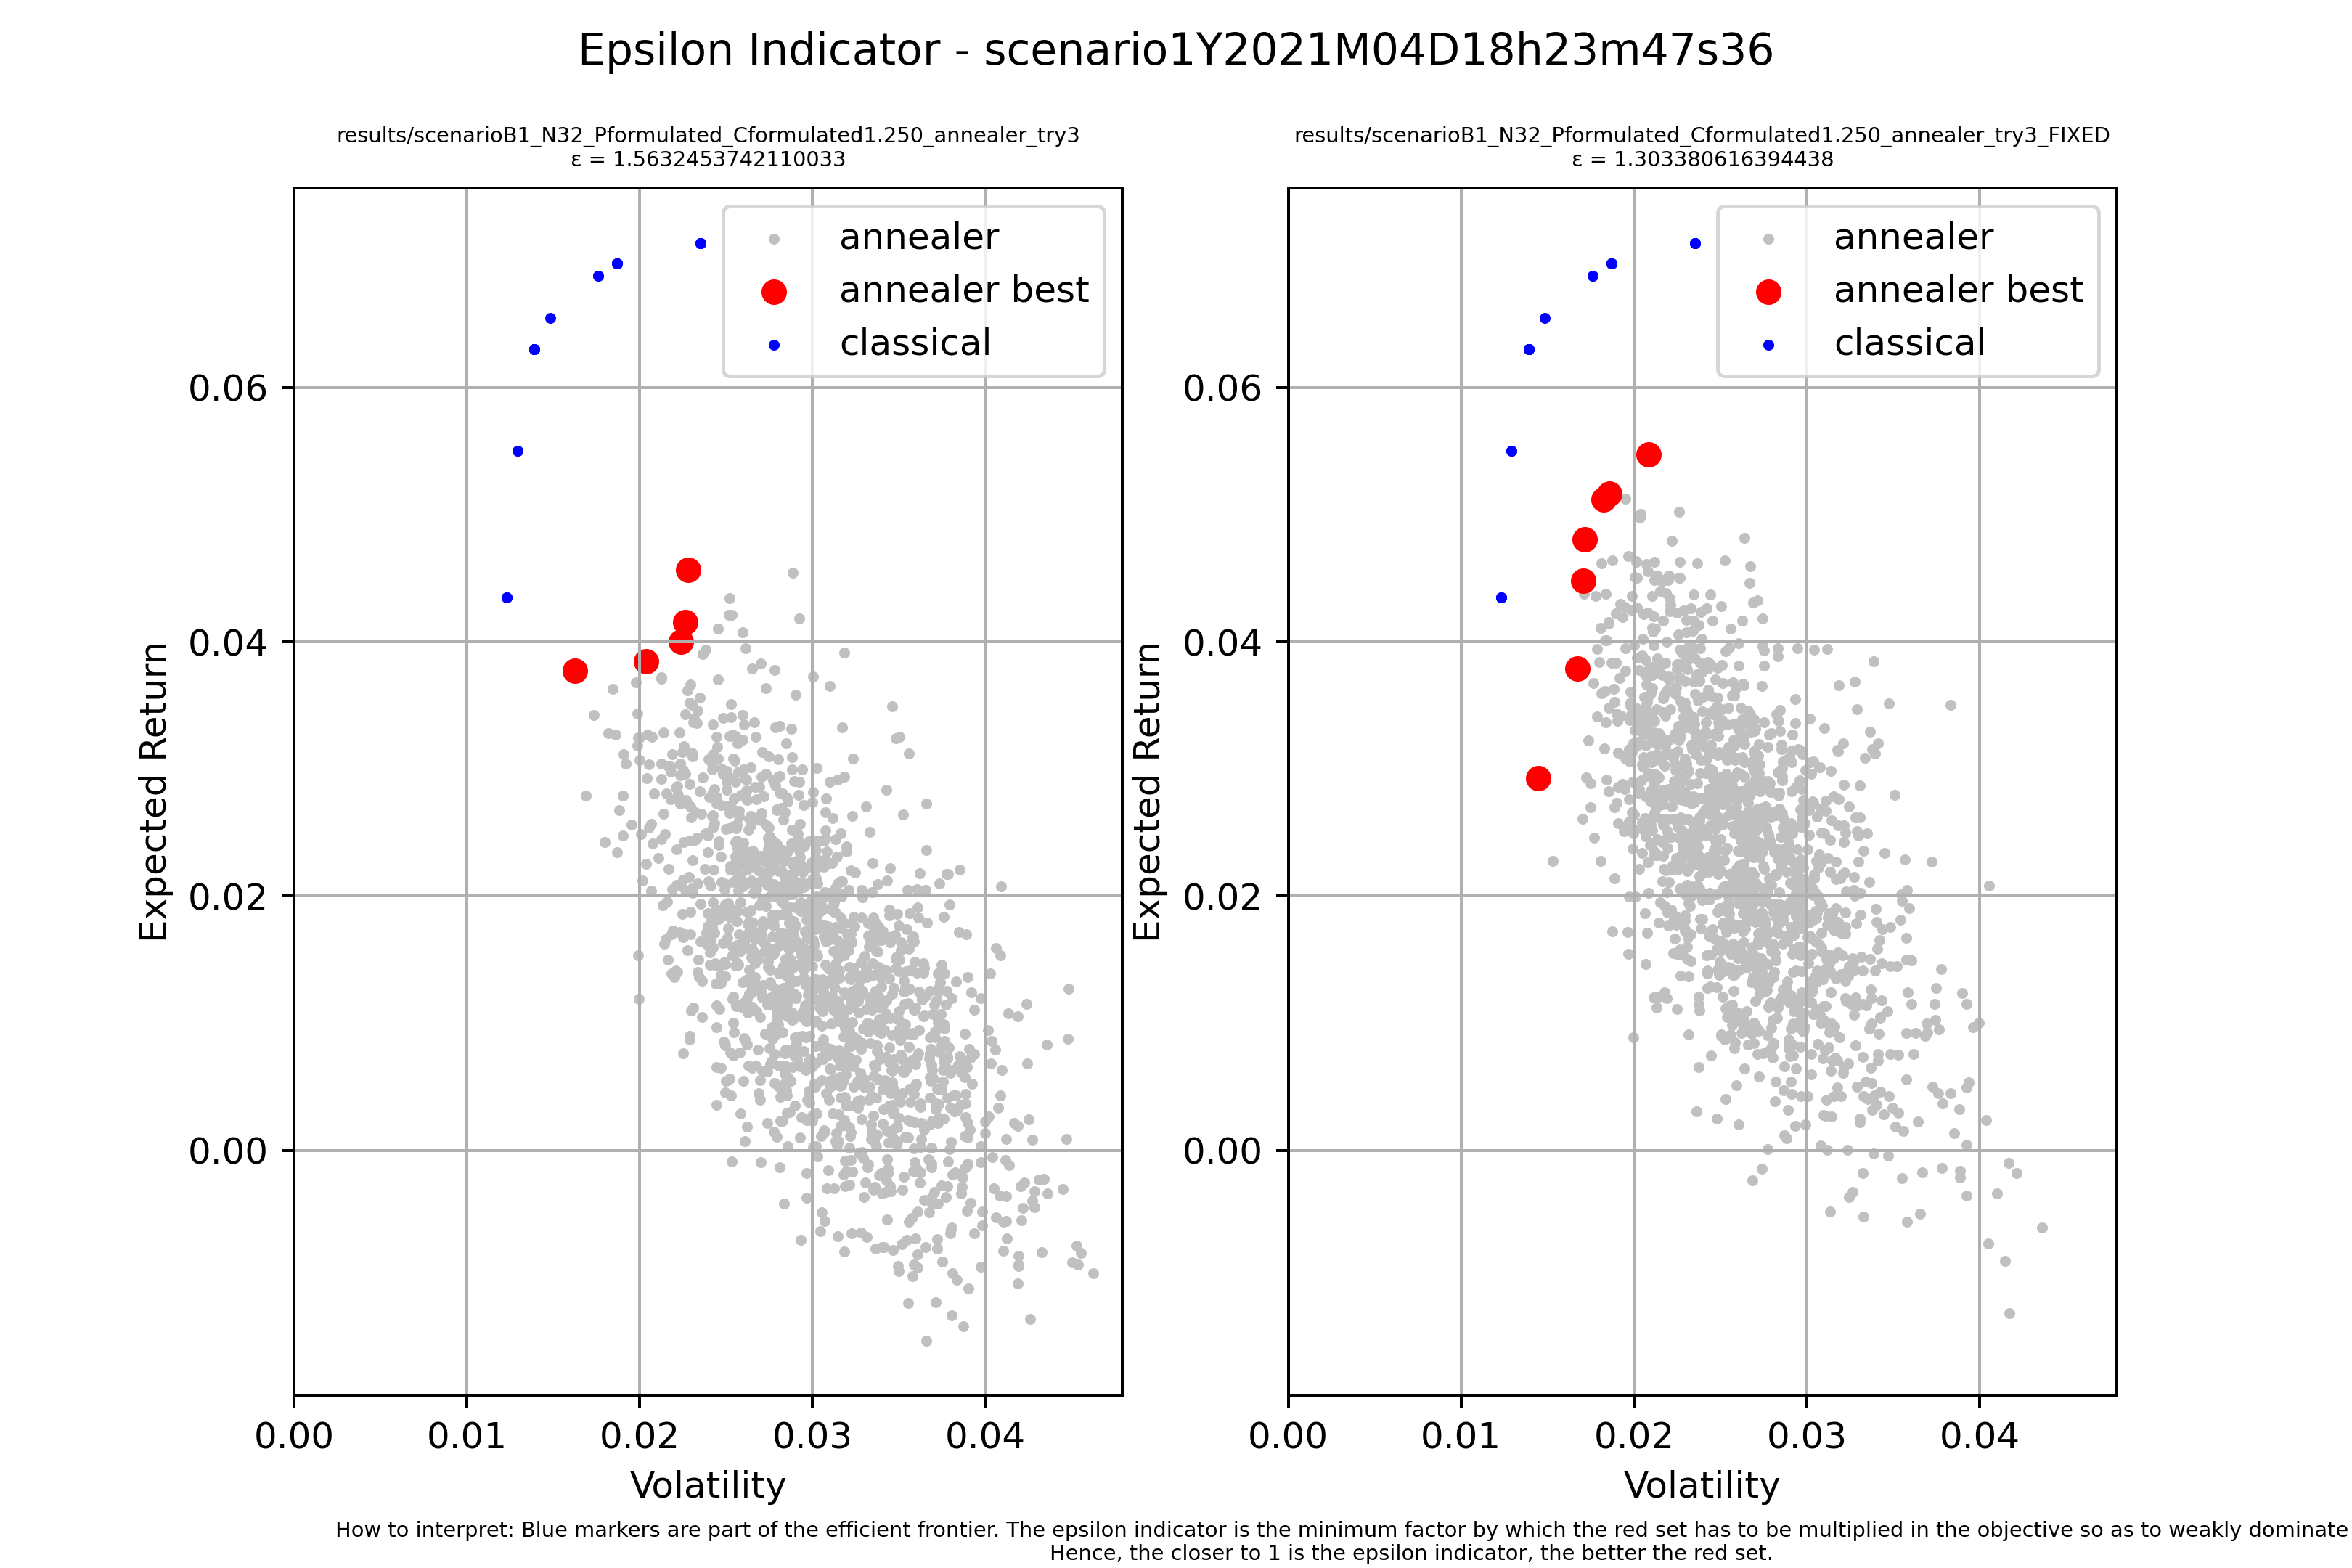 Epsilon Indicator - scenario1Y2021M04D18h23m47s36
results/scenarioB1_N32_Pformulated_Cformulated1.250_annealer_try3
ε = 1.5632453742110033
annealer
annealer best
classical
0.06
0.04
0.02
0.00
Expected Return
0.00 0.01 0.02 0.03 0.04
Volatility
results/scenarioB1_N32_Pformulated_Cformulated1.250_annealer_try3_FIXED
ε = 1.303380616394438
annealer
annealer best
classical
0.06
0.04
0.02
0.00
Expected Return
0.00 0.01 0.02 0.03 0.04
Volatility
How to interpret: Blue markers are part of the efficient frontier. The epsilon indicator is the minimum factor by which the red set has to be multiplied in the objective so as to weakly dominate
Hence, the closer to 1 is the epsilon indicator, the better the red set.